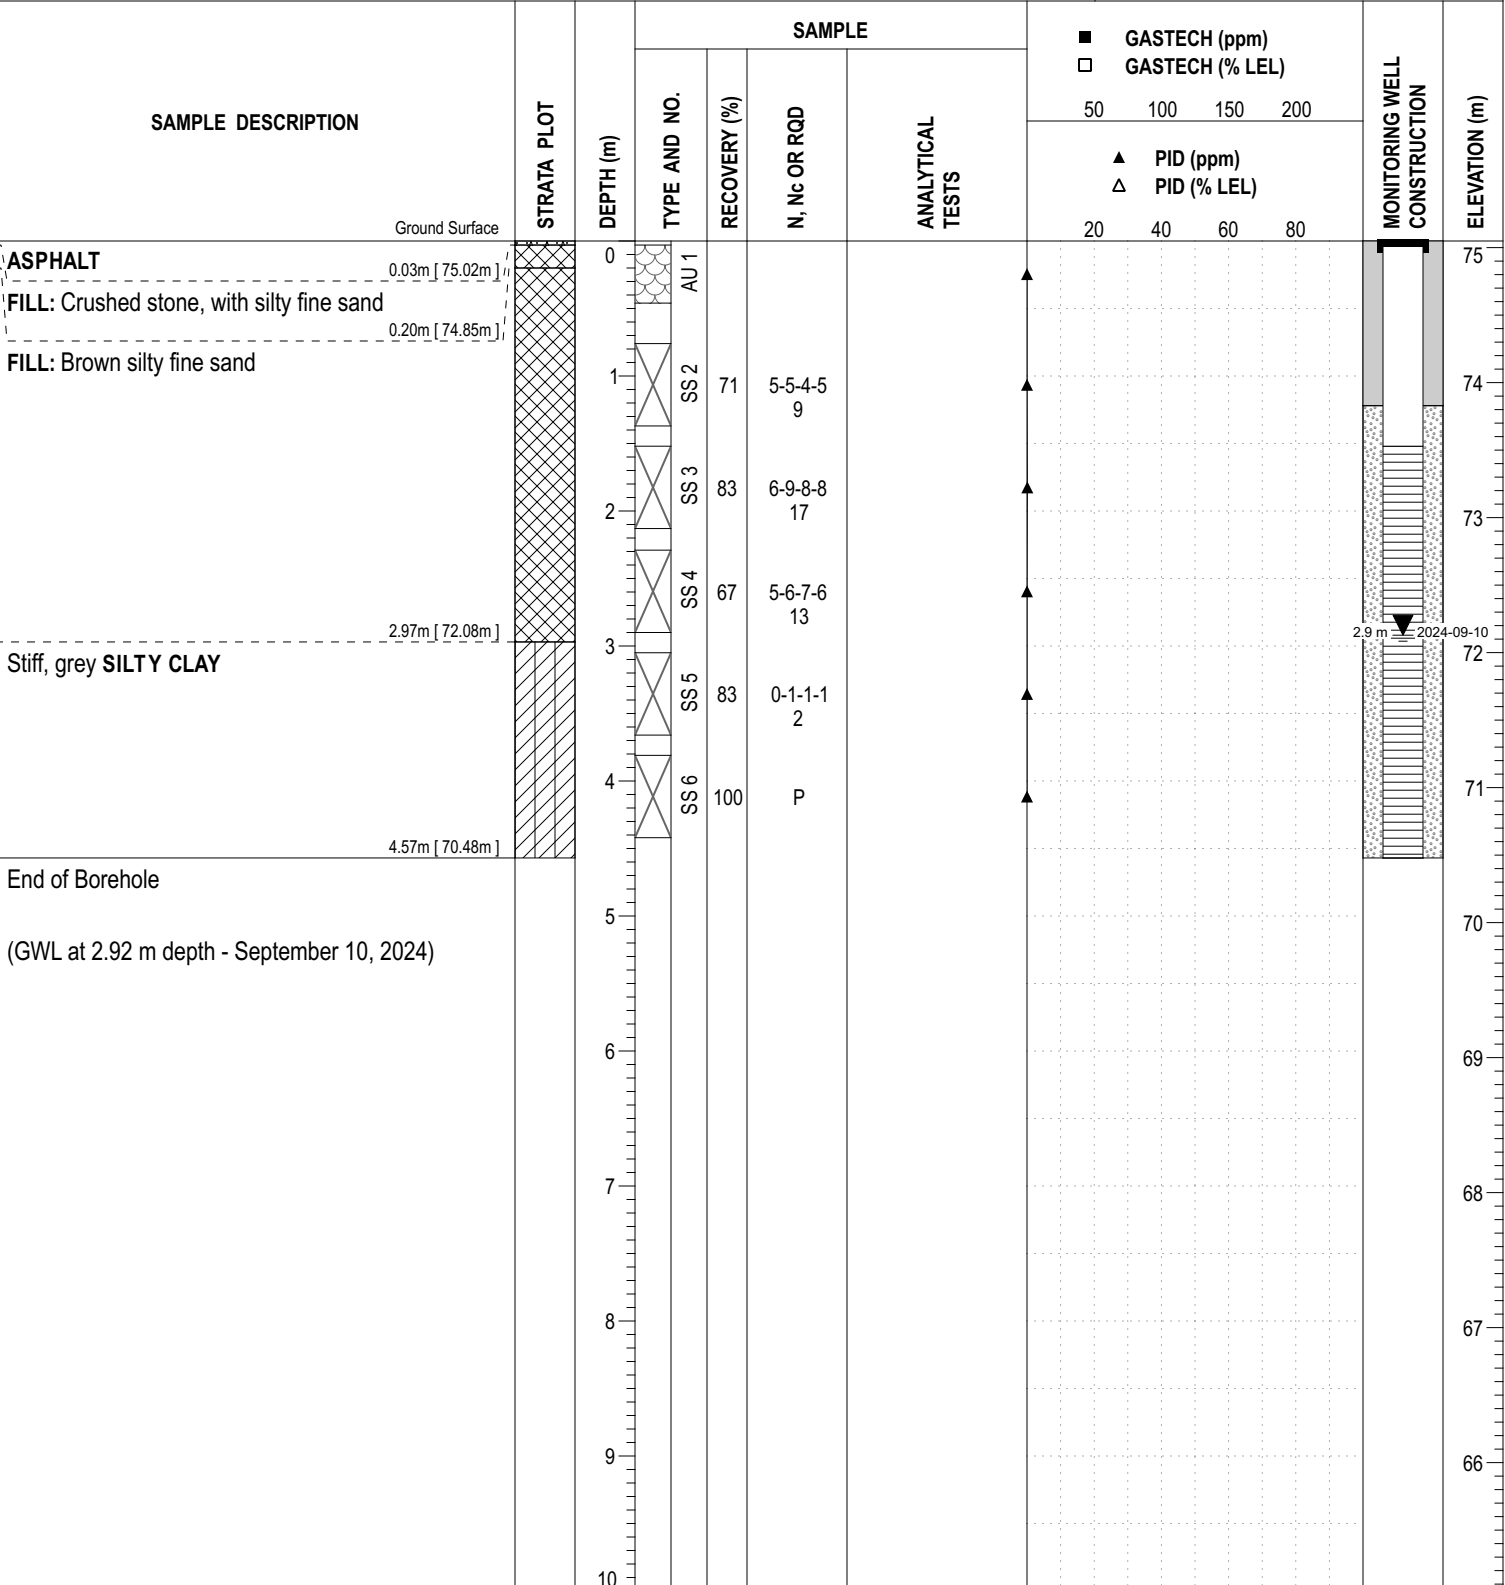 SAMPLE DESCRIPTION
Ground Surface
STRATA PLOT
DEPTH (m)
SAMPLE
TYPE AND NO.
RECOVERY (%)
N, Nc OR RQD
ANALYTICAL
TESTS
■ GASTECH (ppm)
□ GASTECH (% LEL)
50 100 150 200
▲ PID (ppm)
△ PID (% LEL)
20 40 60 80
MONITORING WELL
CONSTRUCTION
ELEVATION (m)
ASPHALT
0.03m [ 75.02m ]
FILL: Crushed stone, with silty fine sand
0.20m [ 74.85m ]
FILL: Brown silty fine sand
2.97m [ 72.08m ]
Stiff, grey SILTY CLAY
4.57m [ 70.48m ]
End of Borehole
(GWL at 2.92 m depth - September 10, 2024)
0
1
2
3
4
5
6
7
8
9
10
AU 1
SS 2 71 5-5-4-5
9
SS 3 83 6-9-8-8
17
SS 4 67 5-6-7-6
13
SS 5 83 0-1-1-1
2
SS 6 100 P
2.9 m 2024-09-10
75
74
73
72
71
70
69
68
67
66